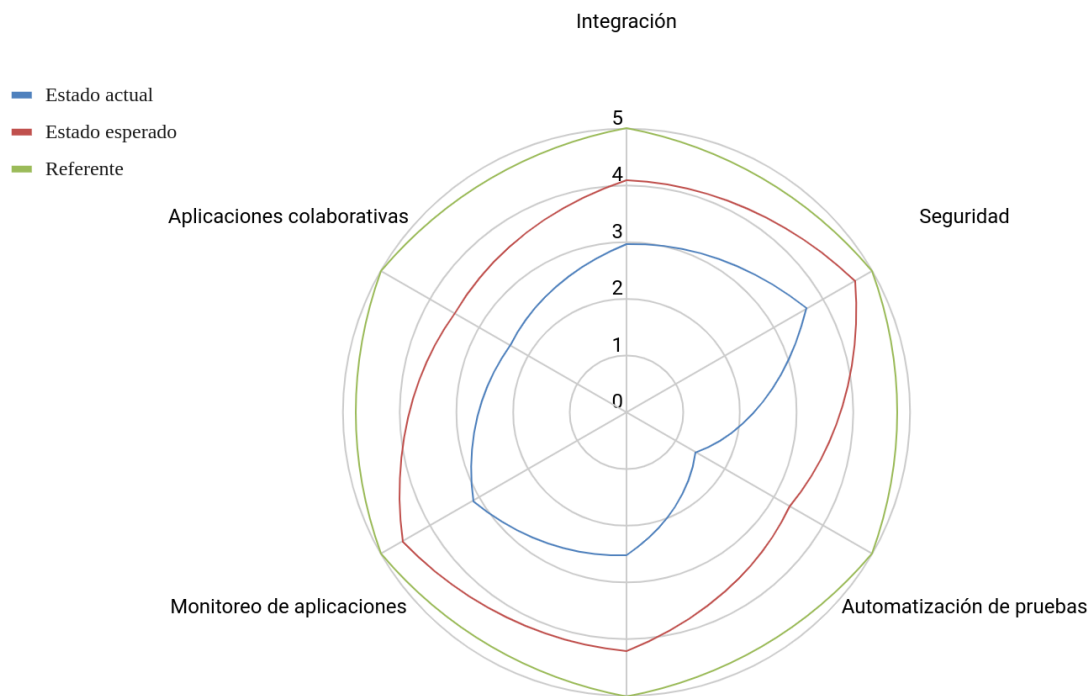 Integración
Estado actual
Estado esperado
Referente
5
4
3
2
1
0
Aplicaciones colaborativas
Seguridad
Monitoreo de aplicaciones
Automatización de pruebas